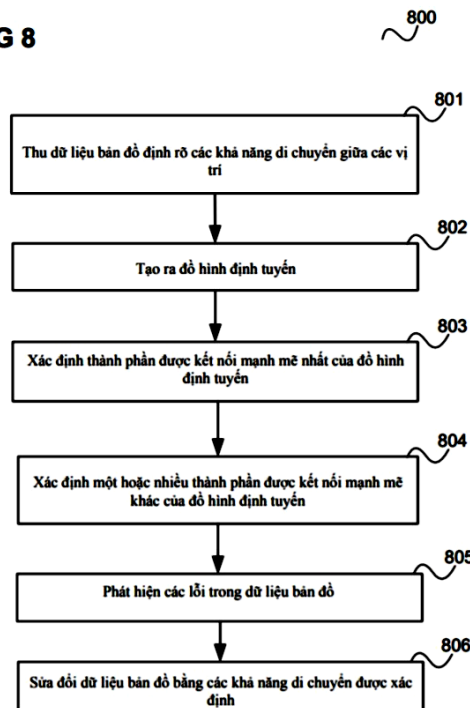 G 8
800
801
Thu dữ liệu bản đồ định rõ các khả năng di chuyển giữa các vị
trí
802
Tạo ra đồ hình định tuyến
803
Xác định thành phần được kết nối mạnh mẽ nhất của đồ hình
định tuyến
804
Xác định một hoặc nhiều thành phần được kết nối mạnh mẽ
khác của đồ hình định tuyến
805
Phát hiện các lỗi trong dữ liệu bản đồ
806
Sửa đổi dữ liệu bản đồ bằng các khả năng di chuyển được xác
định